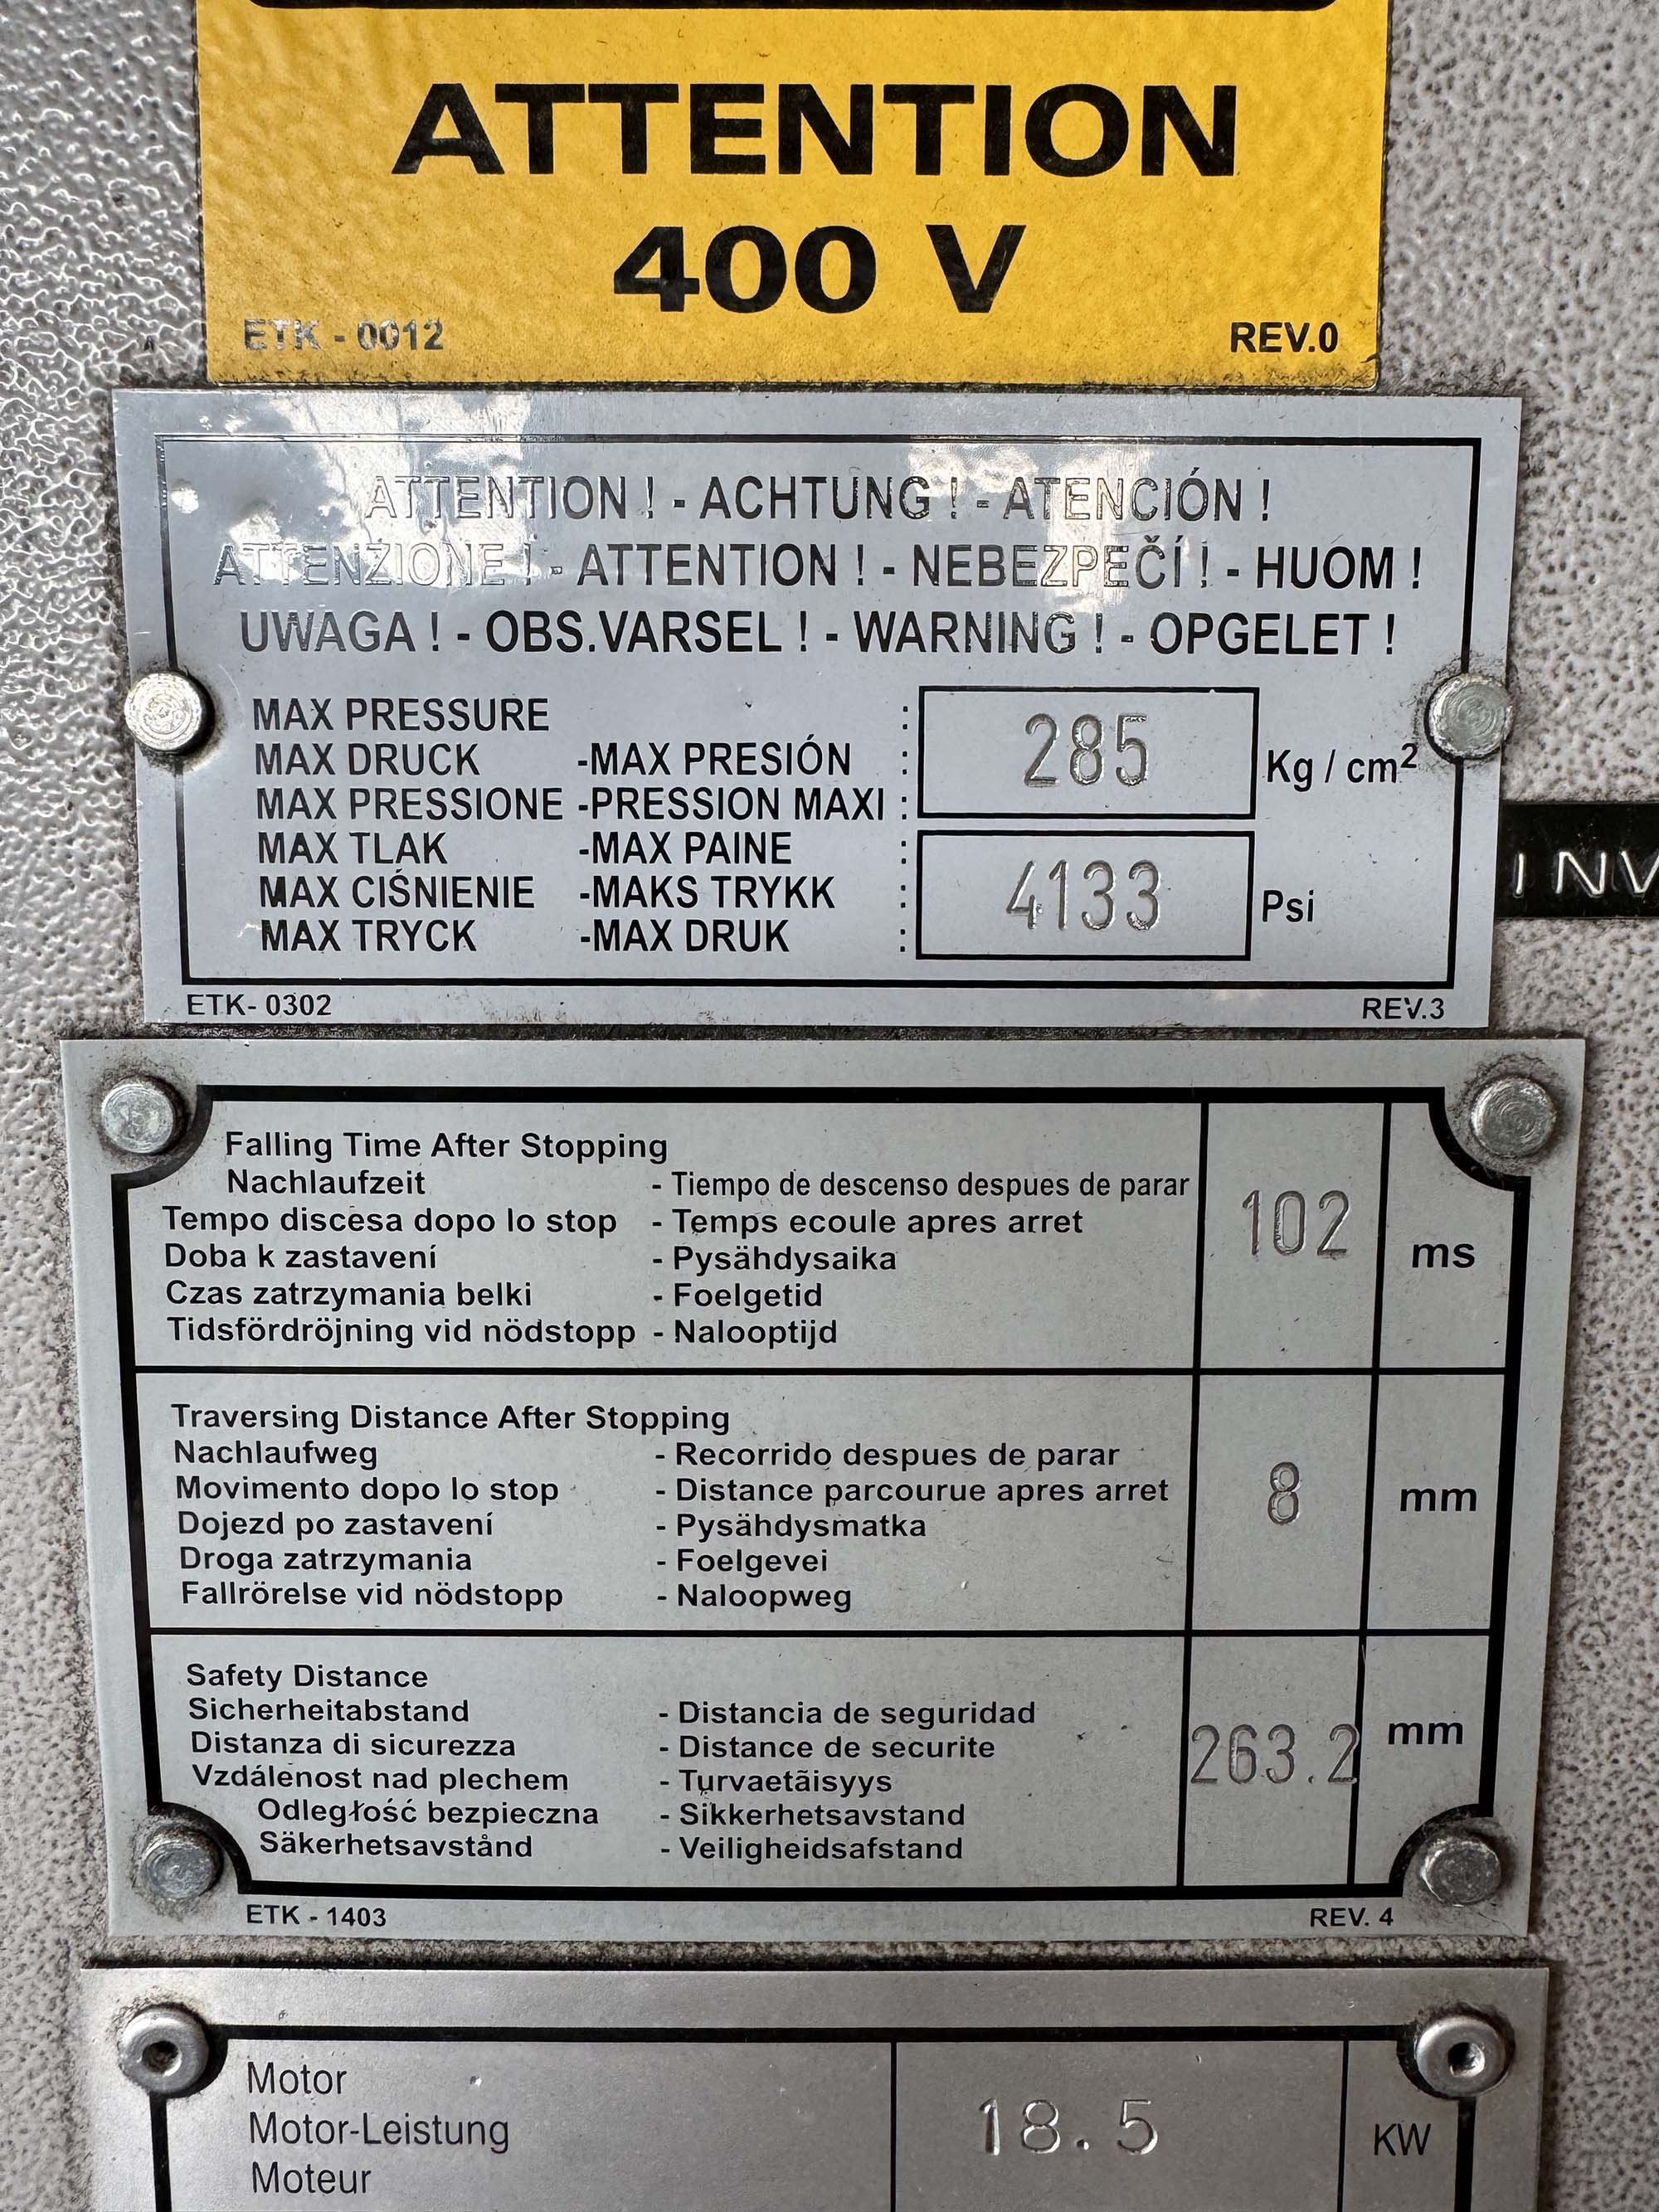 ATTENTION
400 V
ETK - 0012 REV.0
ATTENTION ! - ACHTUNG ! - ATENCIÓN !
ATTENZIONE ! - ATTENTION ! - NEBEZPEČÍ ! - HUOM !
UWAGA ! - OBS.VARSEL ! - WARNING ! - OPGELET !
MAX PRESSURE :
MAX DRUCK -MAX PRESIÓN : 285 Kg / cm²
MAX PRESSIONE -PRESSION MAXI :
MAX TLAK -MAX PAINE :
MAX CIŚNIENIE -MAKS TRYKK : 4133 Psi
MAX TRYCK -MAX DRUK :
ETK- 0302 REV.3
INV
Falling Time After Stopping
Nachlaufzeit - Tiempo de descenso despues de parar
Tempo discesa dopo lo stop - Temps ecoule apres arret 102 ms
Doba k zastavení - Pysähdysaika
Czas zatrzymania belki - Foelgetid
Tidsfördröjning vid nödstopp - Nalooptijd
Traversing Distance After Stopping
Nachlaufweg - Recorrido despues de parar
Movimento dopo lo stop - Distance parcourue apres arret 8 mm
Dojezd po zastavení - Pysähdysmatka
Droga zatrzymania - Foelgevei
Fallrörelse vid nödstopp - Naloopweg
Safety Distance
Sicherheitabstand - Distancia de seguridad
Distanza di sicurezza - Distance de securite 263.2 mm
Vzdálenost nad plechem - Turvaetãisyys
Odległość bezpieczna - Sikkerhetsavstand
Säkerhetsavstånd - Veiligheidsafstand
ETK - 1403 REV. 4
Motor
Motor-Leistung 18.5 KW
Moteur